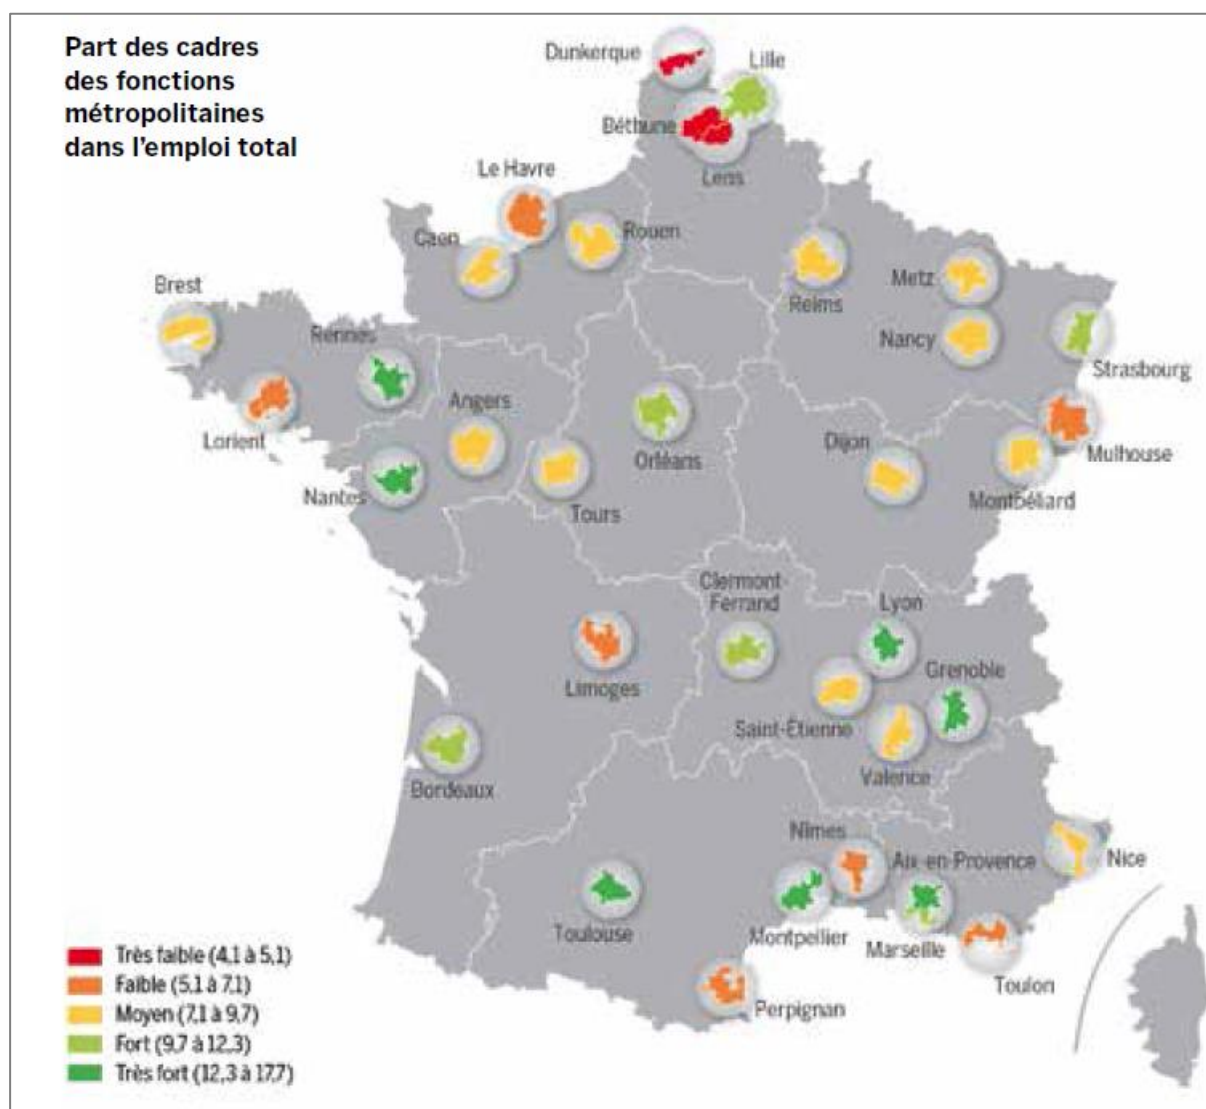 Part des cadres
des fonctions
métropolitaines
dans l'emploi total
Dunkerque
Lille
Béthune
Lens
Le Havre
Caen
Rouen
Reims
Metz
Nancy
Strasbourg
Brest
Rennes
Lorient
Angers
Nantes
Tours
Orléans
Dijon
Mulhouse
Montbéliard
Clermont-
Ferrand
Lyon
Grenoble
Limoges
Saint-Étienne
Valence
Bordeaux
Nîmes
Aix-en-Provence
Nice
Toulouse
Montpellier
Marseille
Toulon
Perpignan
Très faible (4,1 à 5,1)
Faible (5,1 à 7,1)
Moyen (7,1 à 9,7)
Fort (9,7 à 12,3)
Très fort (12,3 à 17,7)